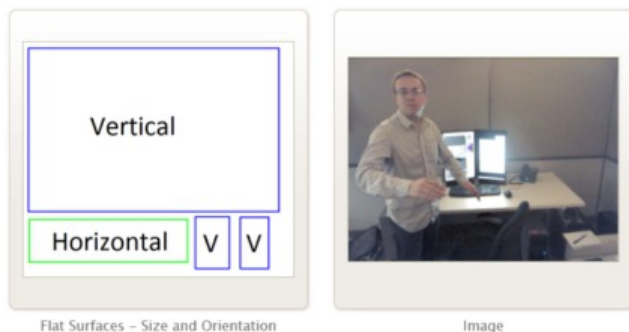 Vertical
Horizontal V V
Flat Surfaces – Size and Orientation
Image